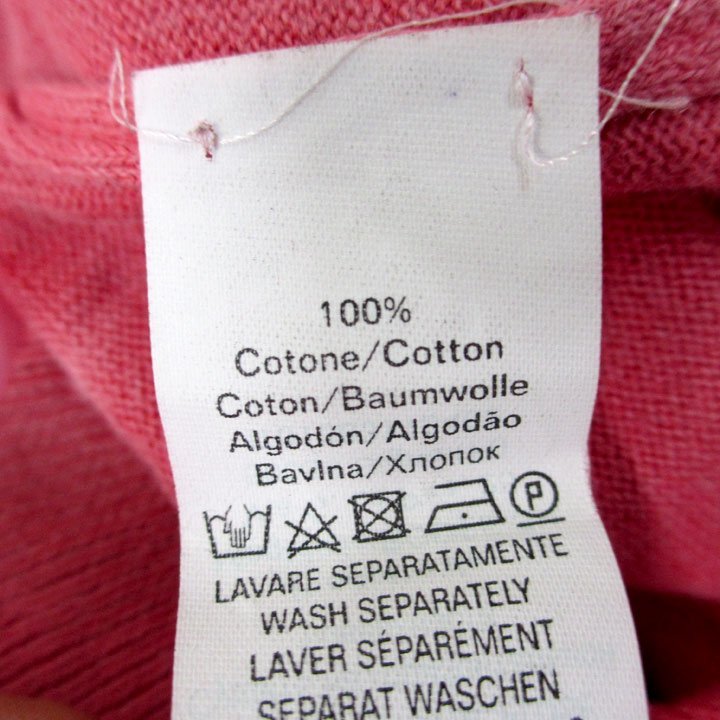 100%
Cotone/Cotton
Coton/Baumwolle
Algodón/Algodão
Bavlna/Хлопок
P
LAVARE SEPARATAMENTE
WASH SEPARATELY
LAVER SÉPARÉMENT
SEPARAT WASCHEN